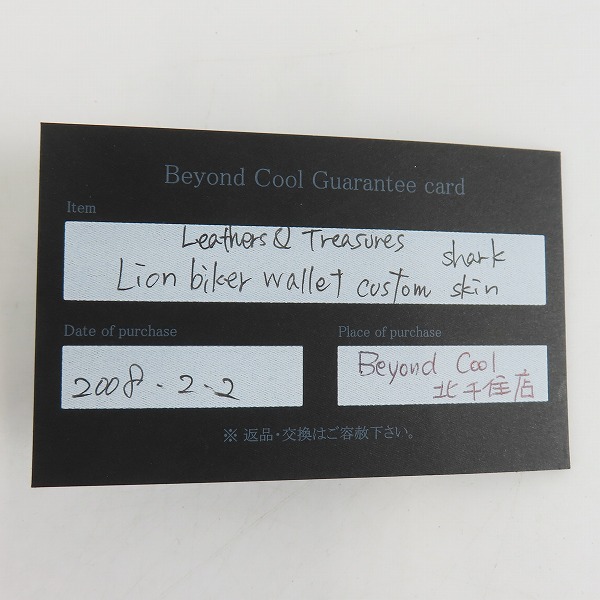 Beyond Cool Guarantee card
Item
Leathers & Treasures shark
Lion biker wallet custom skin
Date of purchase
Place of purchase
2008.2.2
Beyond Cool
北千住店
※ 返品・交換はご容赦下さい。